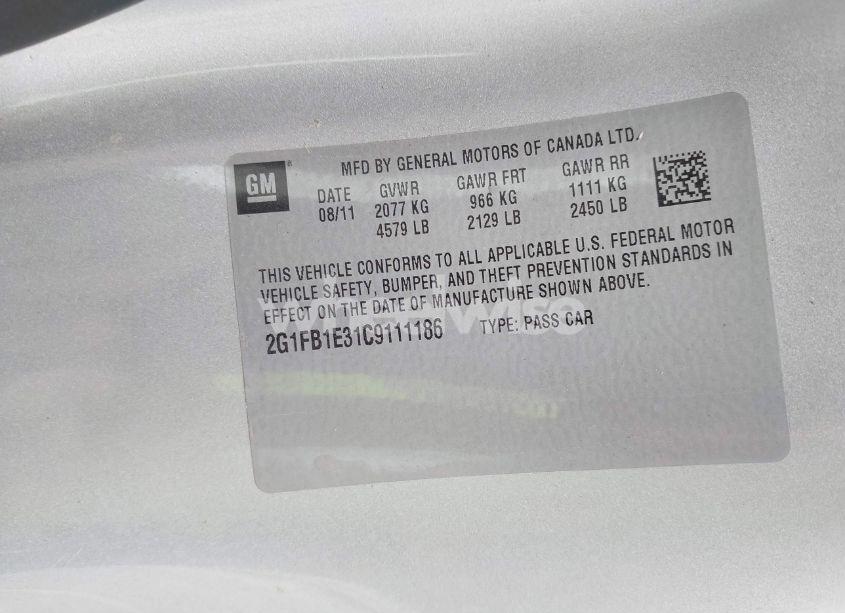 GM
MFD BY GENERAL MOTORS OF CANADA LTD.
DATE GVWR GAWR FRT GAWR RR
08/11 2077 KG 966 KG 1111 KG
4579 LB 2129 LB 2450 LB
THIS VEHICLE CONFORMS TO ALL APPLICABLE U.S. FEDERAL MOTOR
VEHICLE SAFETY, BUMPER, AND THEFT PREVENTION STANDARDS IN
EFFECT ON THE DATE OF MANUFACTURE SHOWN ABOVE.
wheelwise
2G1FB1E31C9111186 TYPE: PASS CAR